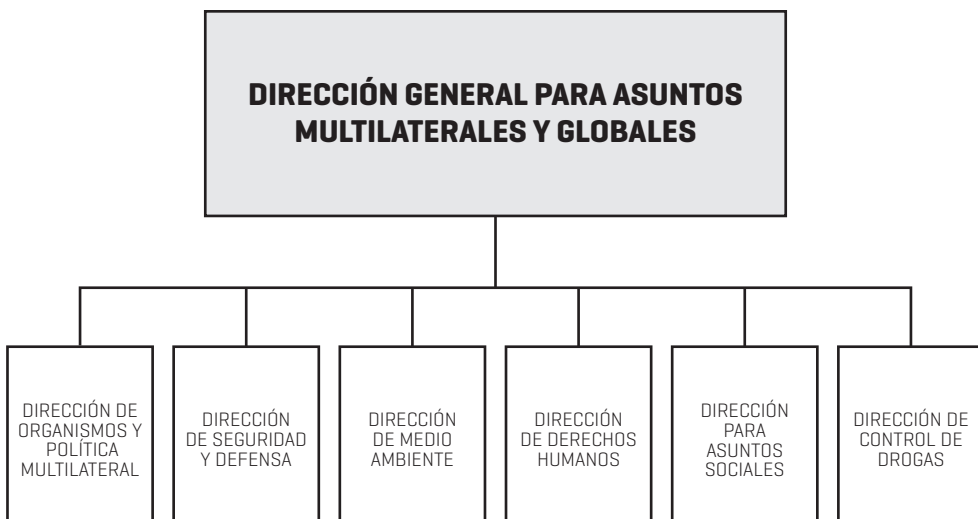 DIRECCIÓN GENERAL PARA ASUNTOS
MULTILATERALES Y GLOBALES
DIRECCIÓN DE
ORGANISMOS Y
POLÍTICA
MULTILATERAL
DIRECCIÓN
DE SEGURIDAD
Y DEFENSA
DIRECCIÓN
DE MEDIO
AMBIENTE
DIRECCIÓN
DE DERECHOS
HUMANOS
DIRECCIÓN
PARA
ASUNTOS
SOCIALES
DIRECCIÓN DE
CONTROL DE
DROGAS